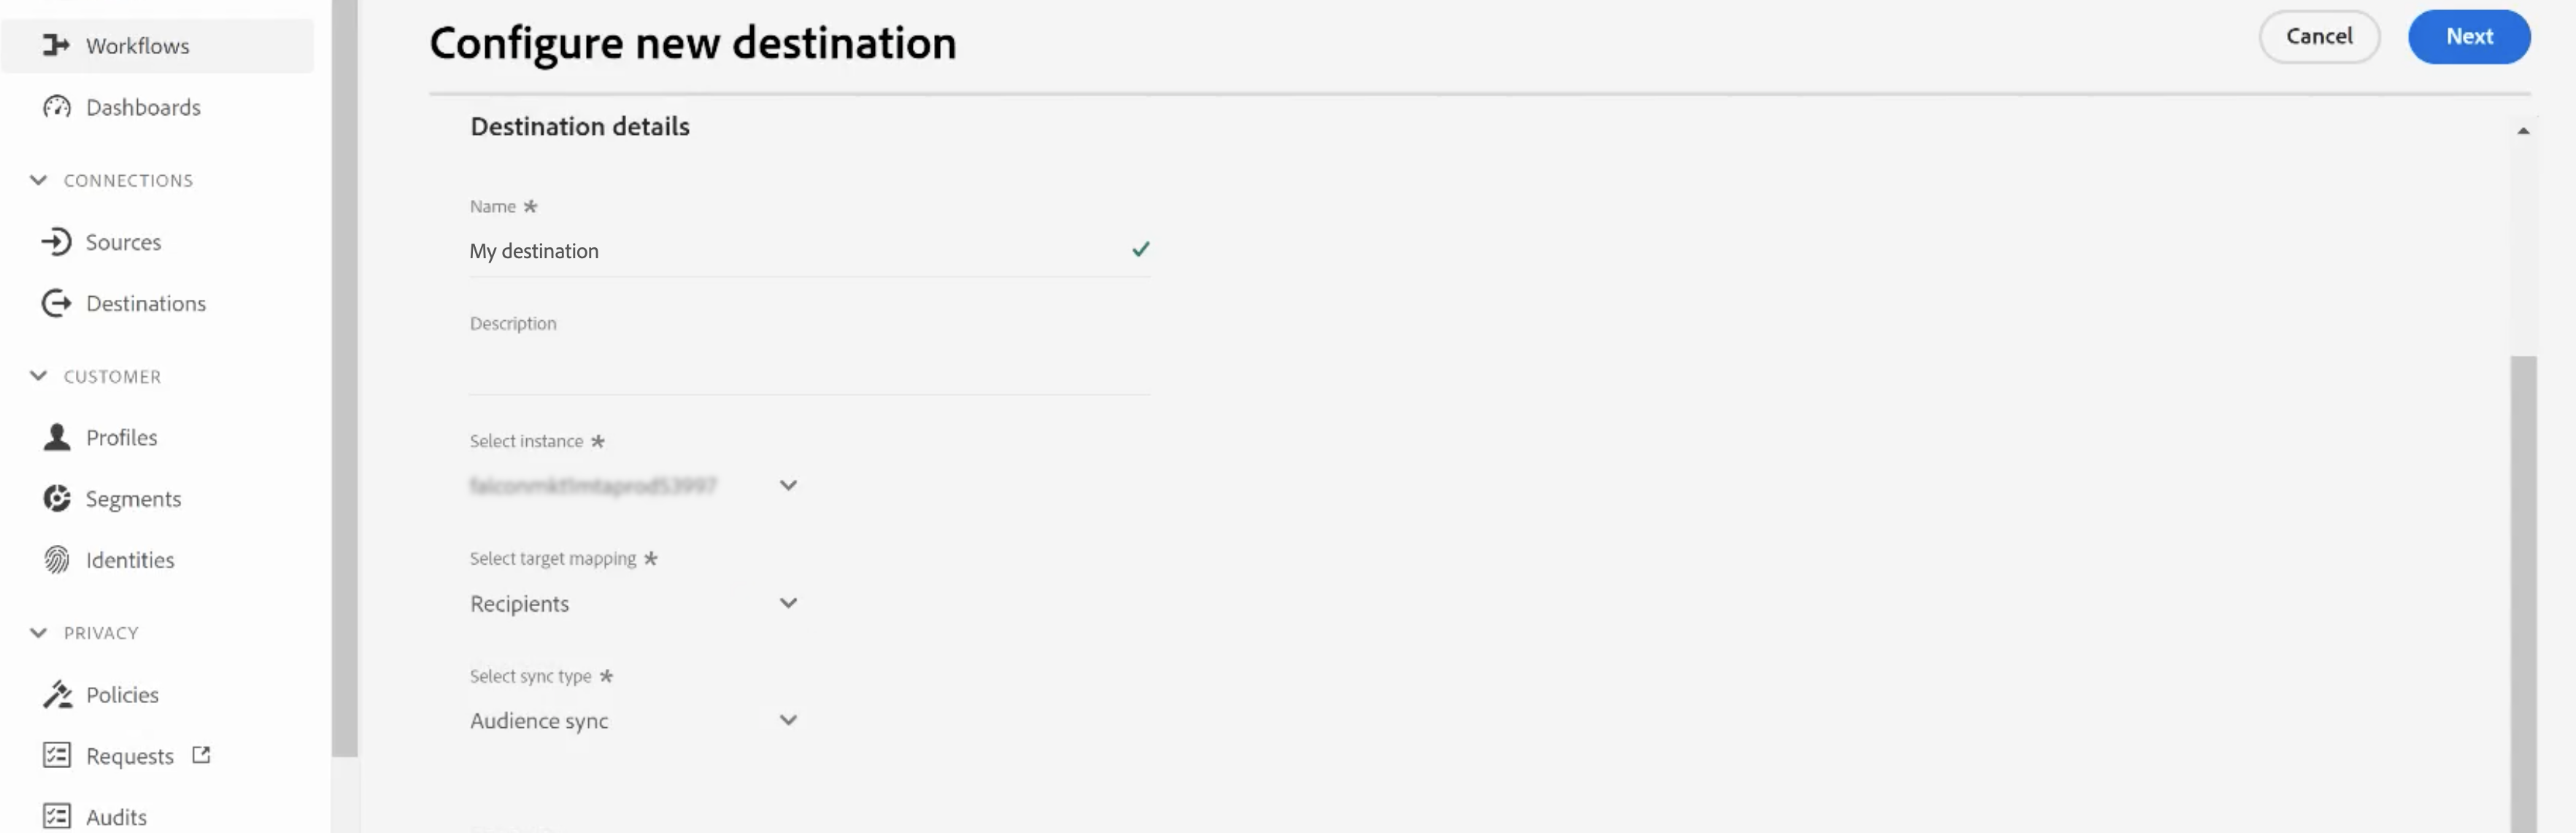 Workflows
Dashboards
CONNECTIONS
Sources
Destinations
CUSTOMER
Profiles
Segments
Identities
PRIVACY
Policies
Requests
Audits
Configure new destination
Cancel
Next
Destination details
Name *
My destination
Description
Select instance *
Select target mapping *
Recipients
Select sync type *
Audience sync